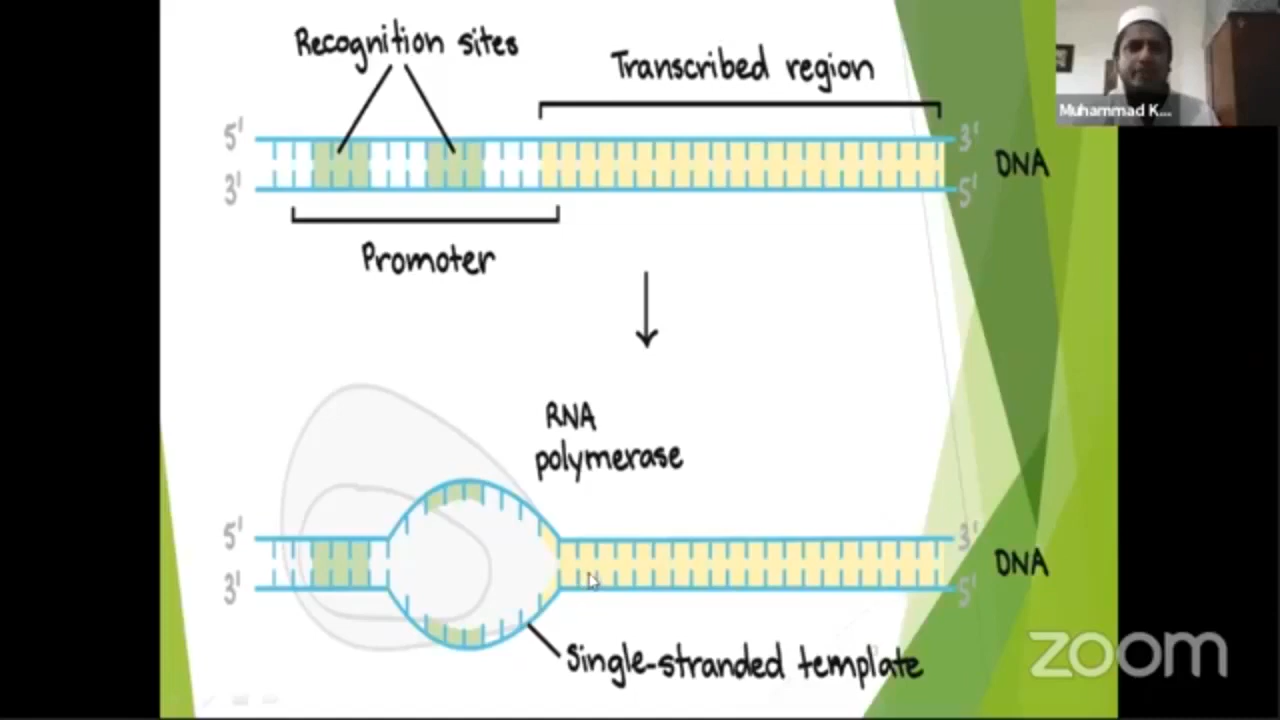 Recognition sites
Transcribed region
Muhammad K...
5'
3'
DNA
3'
5'
Promoter
RNA
polymerase
5'
3'
DNA
3'
5'
Single-stranded template
zoom